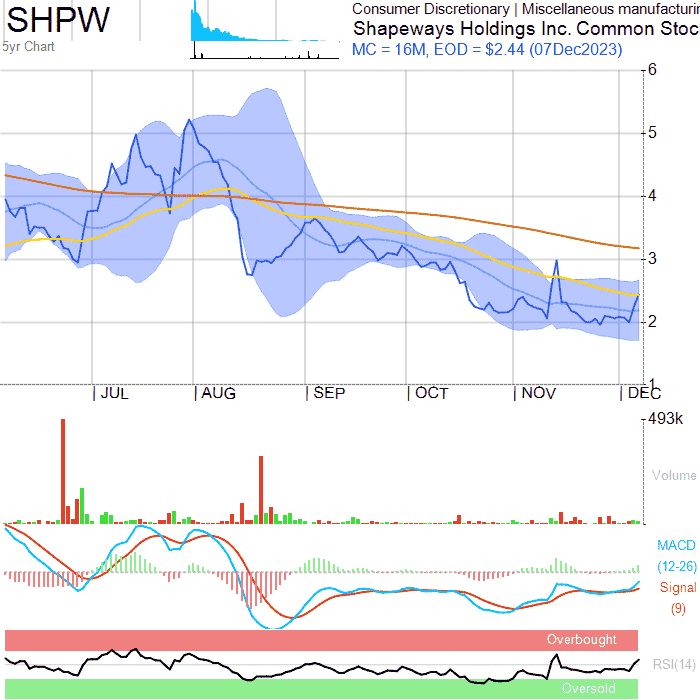 SHPW
5yr Chart
Consumer Discretionary | Miscellaneous manufacturin
Shapeways Holdings Inc. Common Stoc
MC = 16M, EOD = $2.44 (07Dec2023)
6
5
4
3
2
1
JUL AUG SEP OCT NOV DEC
493k
Volume
MACD
(12-26)
Signal
(9)
Overbought
RSI(14)
Oversold